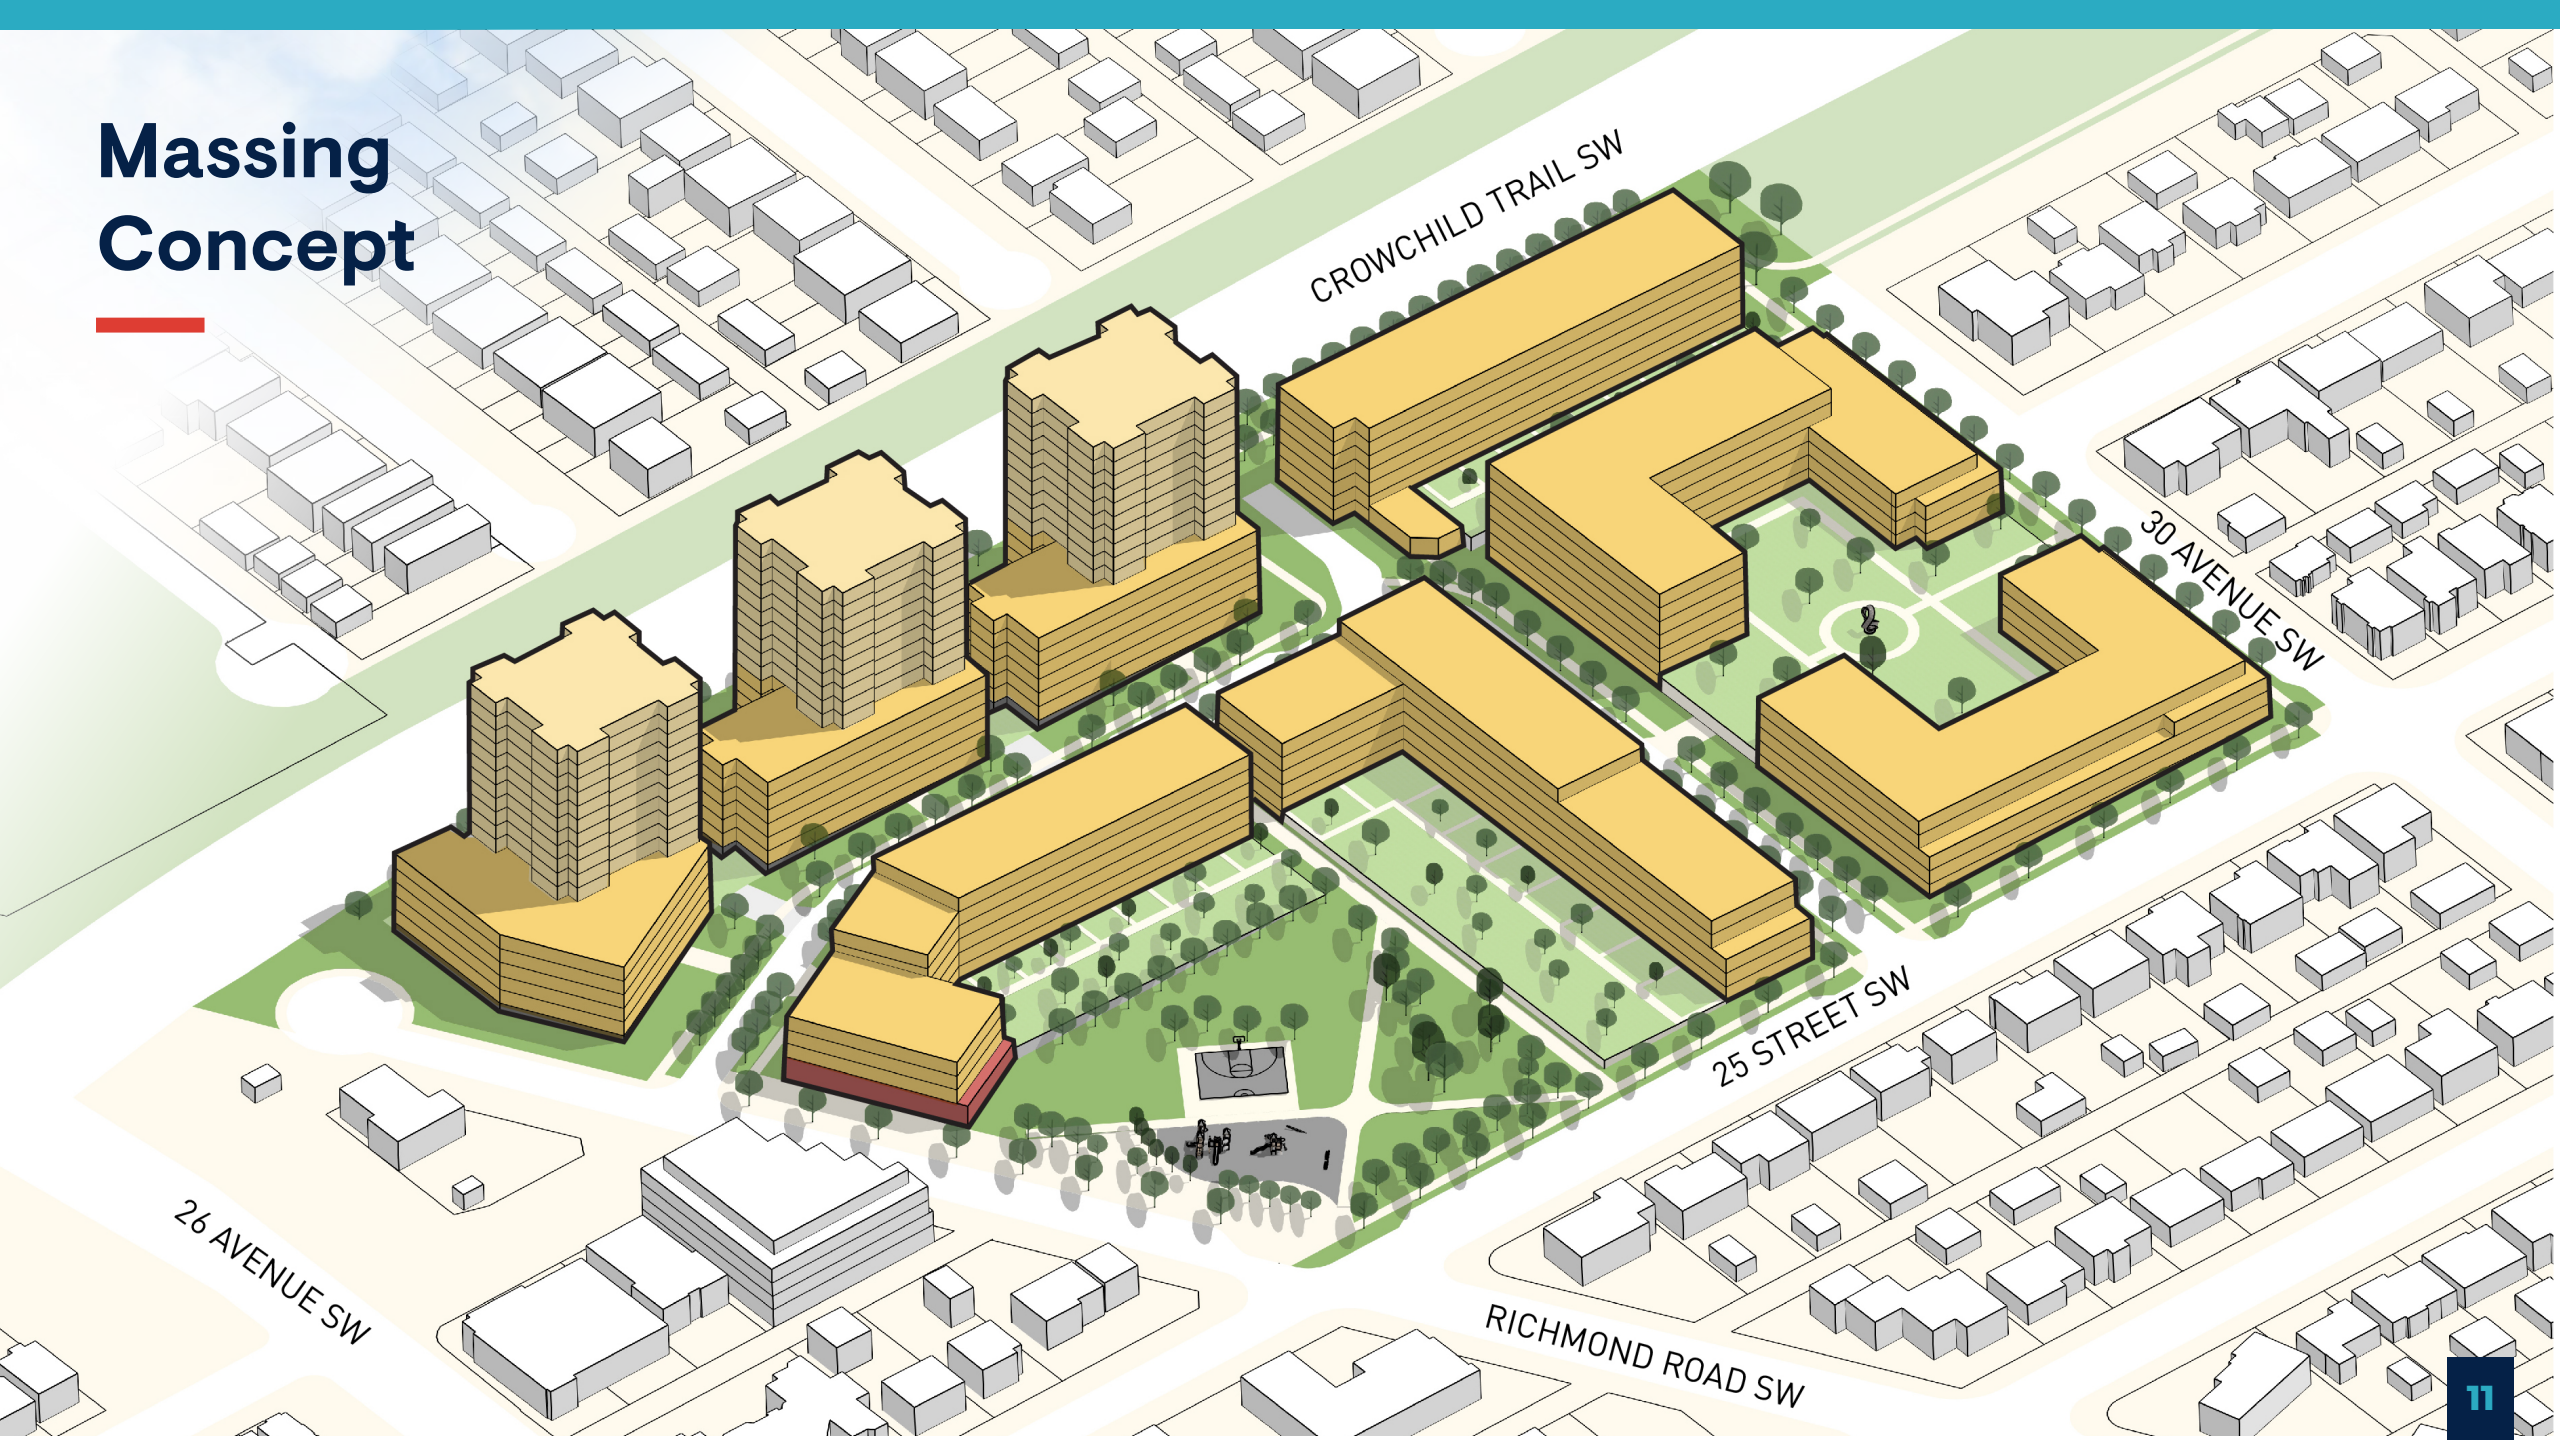 Massing
Concept
CROWCHILD TRAIL SW
30 AVENUE SW
25 STREET SW
26 AVENUE SW
RICHMOND ROAD SW
11